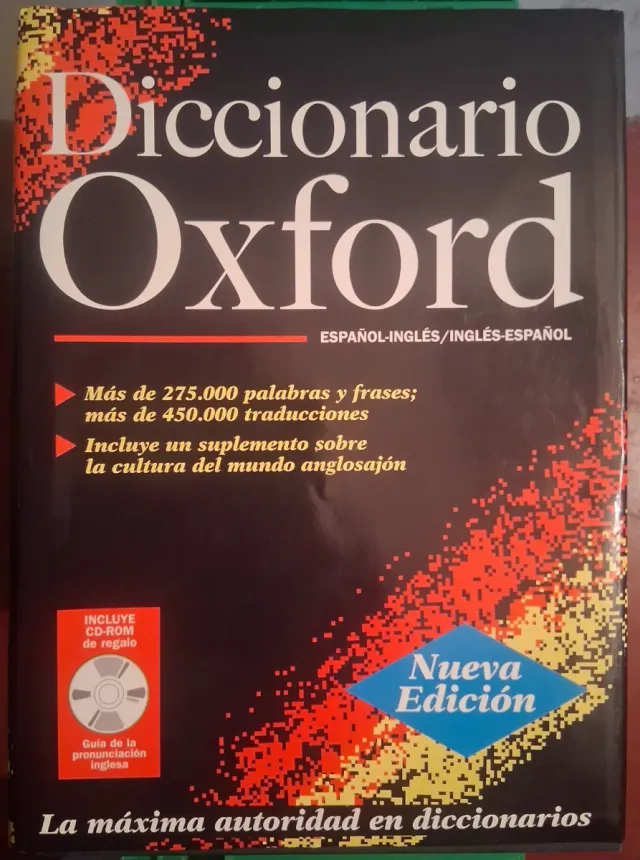 Diccionario
Oxford
ESPAÑOL-INGLÉS/INGLÉS-ESPAÑOL
Más de 275.000 palabras y frases;
más de 450.000 traducciones
Incluye un suplemento sobre
la cultura del mundo anglosajón
INCLUYE
CD-ROM
de regalo
Guía de la
pronunciación
inglesa
Nueva
Edición
La máxima autoridad en diccionarios